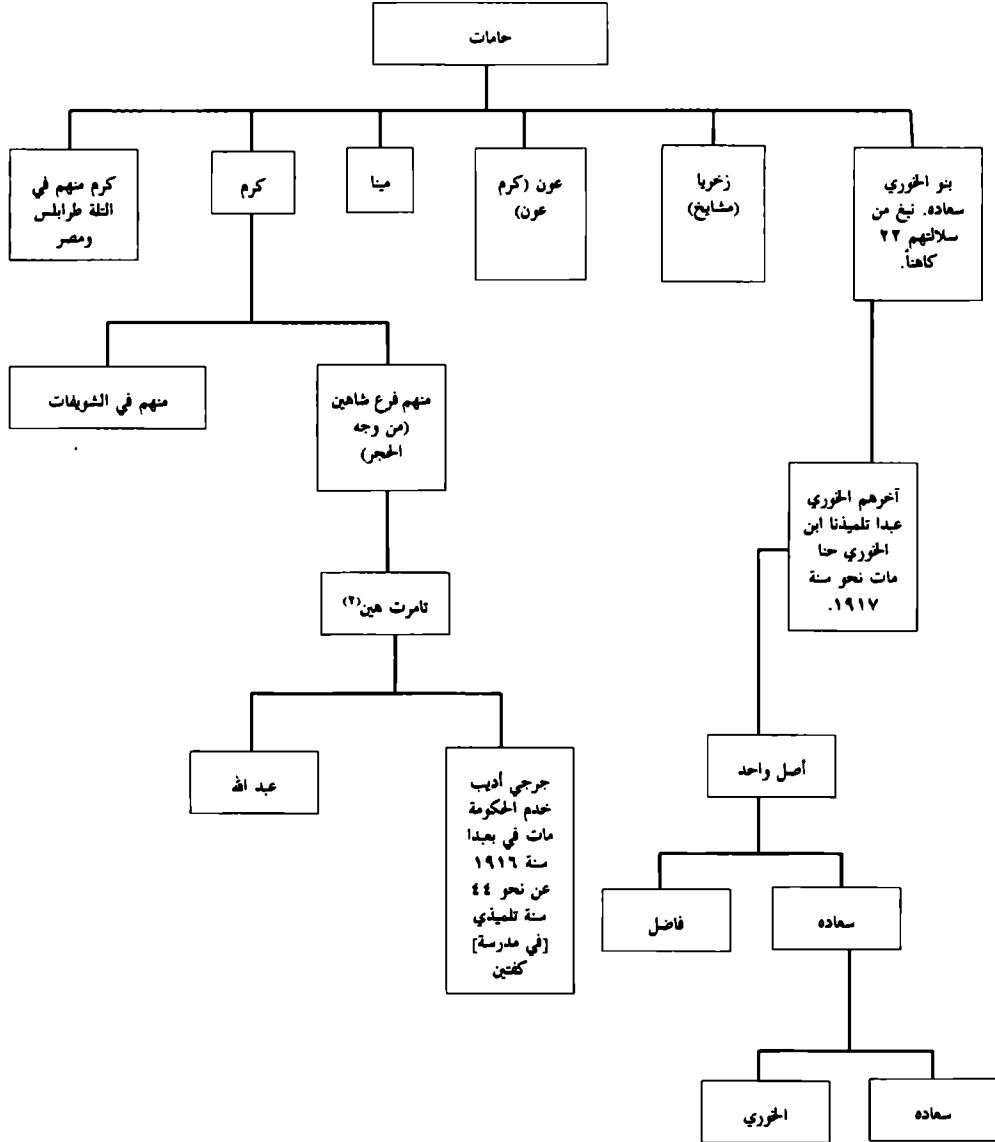 حامات
بنو الخوري
سعاده. نبغ من
سلالتهم ٢٢
كاهناً.
زخويا
(مشايخ)
عون (كرم
عون)
مينا
كرم
كرم منهم في
التلة طرابلس
ومصر
منهم فرع شاهين
(من وجه
الحجر)
منهم في الشويفات
آخرهم الخوري
عبدا تلميذنا ابن
الخوري حنا
مات نحو سنة
١٩١٧.
تامرت هين(٢)
أصل واحد
جرجي أديب
خدم الحكومة
مات في بعبدا
سنة ١٩١٦
عن نحو ٤٤
سنة تلميذي
[في مدرسة]
كفتين
عبد الله
سعاده
فاضل
سعاده
الخوري